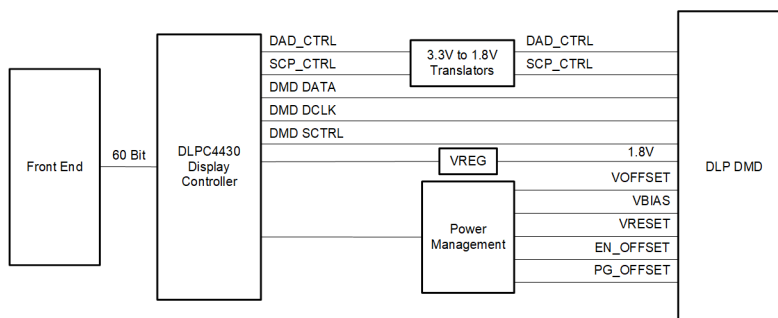 Front End
60 Bit
DLPC4430
Display
Controller
DAD_CTRL
SCP_CTRL
DMD DATA
DMD DCLK
DMD SCTRL
3.3V to 1.8V
Translators
DAD_CTRL
SCP_CTRL
VREG
1.8V
Power
Management
VOFFSET
VBIAS
VRESET
EN_OFFSET
PG_OFFSET
DLP DMD